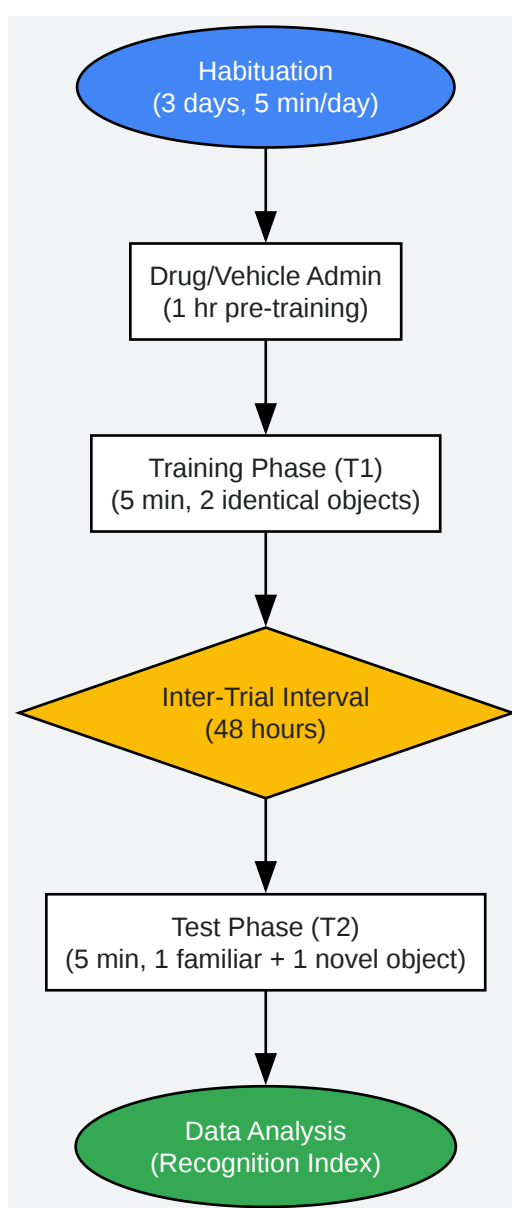 Habituation
(3 days, 5 min/day)
Drug/Vehicle Admin
(1 hr pre-training)
Training Phase (T1)
(5 min, 2 identical objects)
Inter-Trial Interval
(48 hours)
Test Phase (T2)
(5 min, 1 familiar + 1 novel object)
Data Analysis
(Recognition Index)